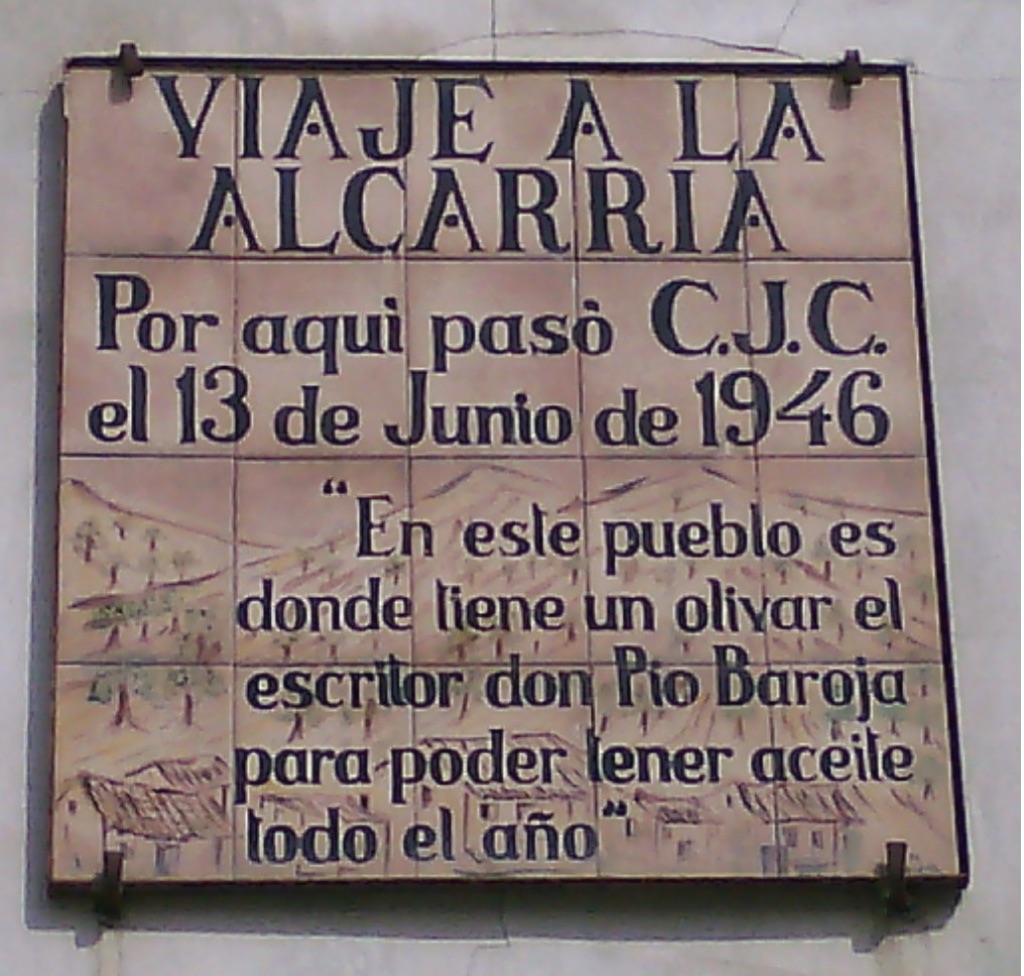 VIAJE A LA
ALCARRIA
Por aquì pasò C.J.C.
el 13 de Junio de 1946
“En este pueblo es
donde tiene un olivar el
escritor don Pio Baroja
para poder tener aceite
todo el año“